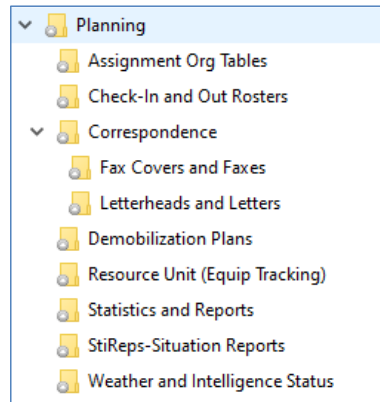 Planning
Assignment Org Tables
Check-In and Out Rosters
Correspondence
Fax Covers and Faxes
Letterheads and Letters
Demobilization Plans
Resource Unit (Equip Tracking)
Statistics and Reports
StiReps-Situation Reports
Weather and Intelligence Status